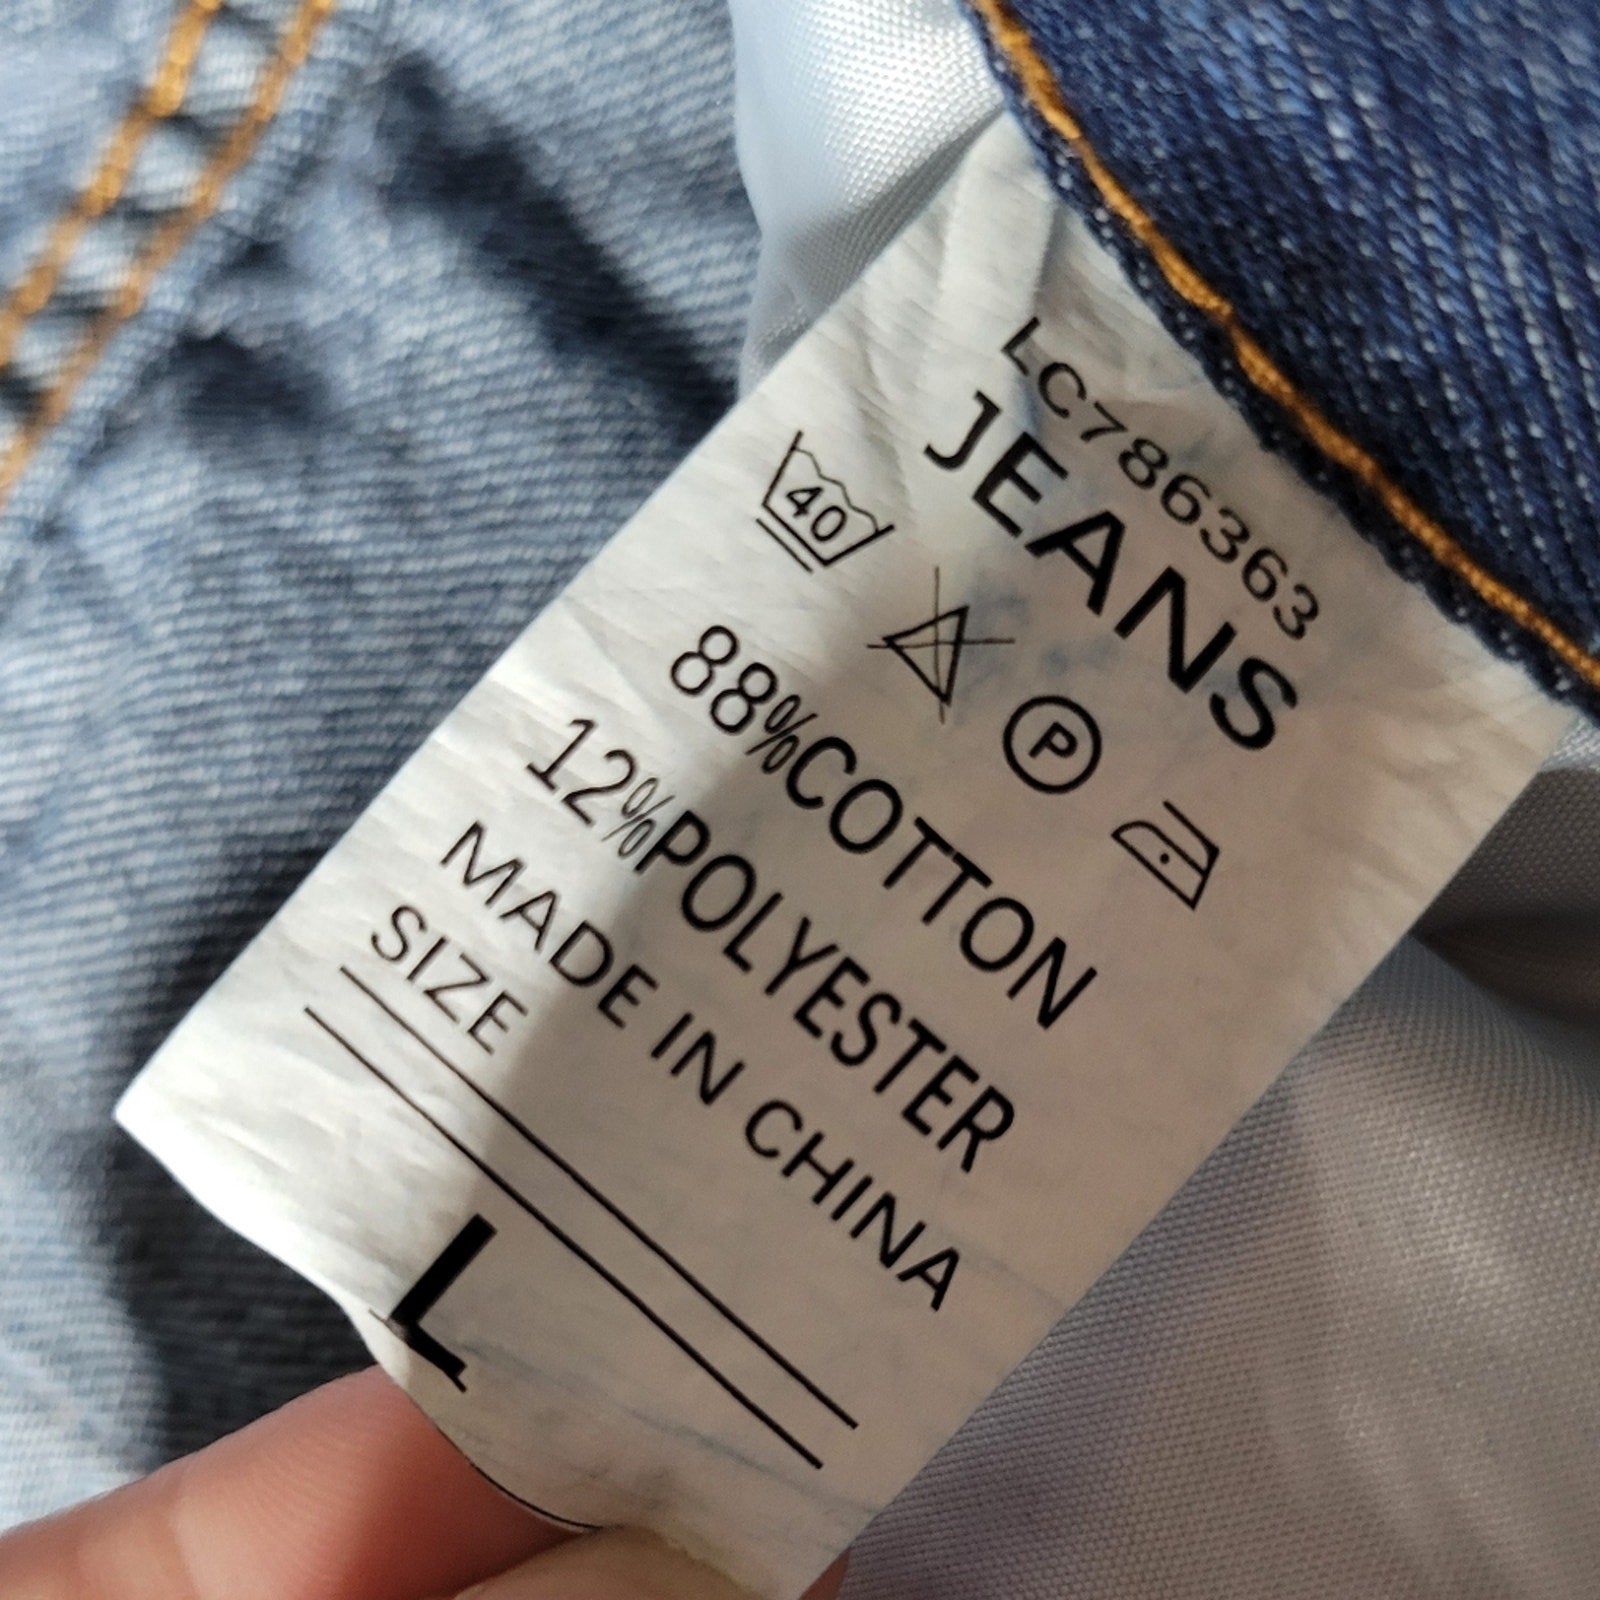 LC786363
JEANS
40
P
88%COTTON
12%POLYESTER
MADE IN CHINA
SIZE
L